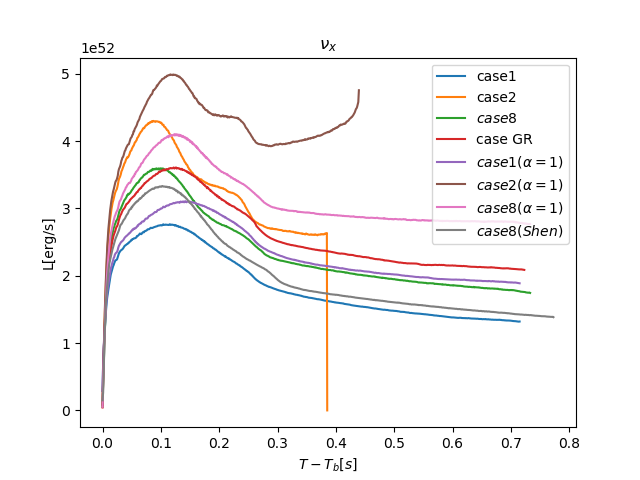 ν_x
1e52
5
4
3
2
1
0
L[erg/s]
0.0 0.1 0.2 0.3 0.4 0.5 0.6 0.7 0.8
T − T_b[s]
case1
case2
case8
case GR
case1(α = 1)
case2(α = 1)
case8(α = 1)
case8(Shen)